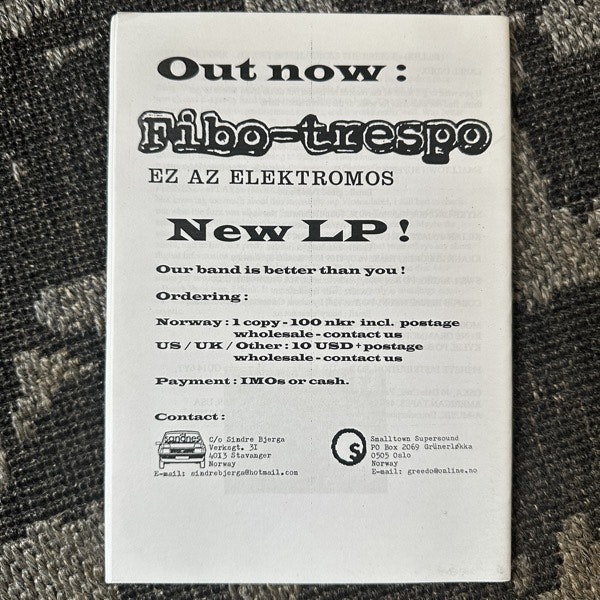 Out now :
Fibo-trespo
EZ AZ ELEKTROMOS
New LP !
Our band is better than you !
Ordering :
Norway : 1 copy - 100 nkr incl. postage
wholesale - contact us
US / UK / Other : 10 USD + postage
wholesale - contact us
Payment : IMOs or cash.
Contact :
sandnes
C/o Sindre Bjerga
Verksgt. 31
4013 Stavanger
Norway
E-mail: sindrebjerga@hotmail.com
S
Smalltown Supersound
PO Box 2069 Grünerløkka
0505 Oslo
Norway
E-mail: greedo@online.no